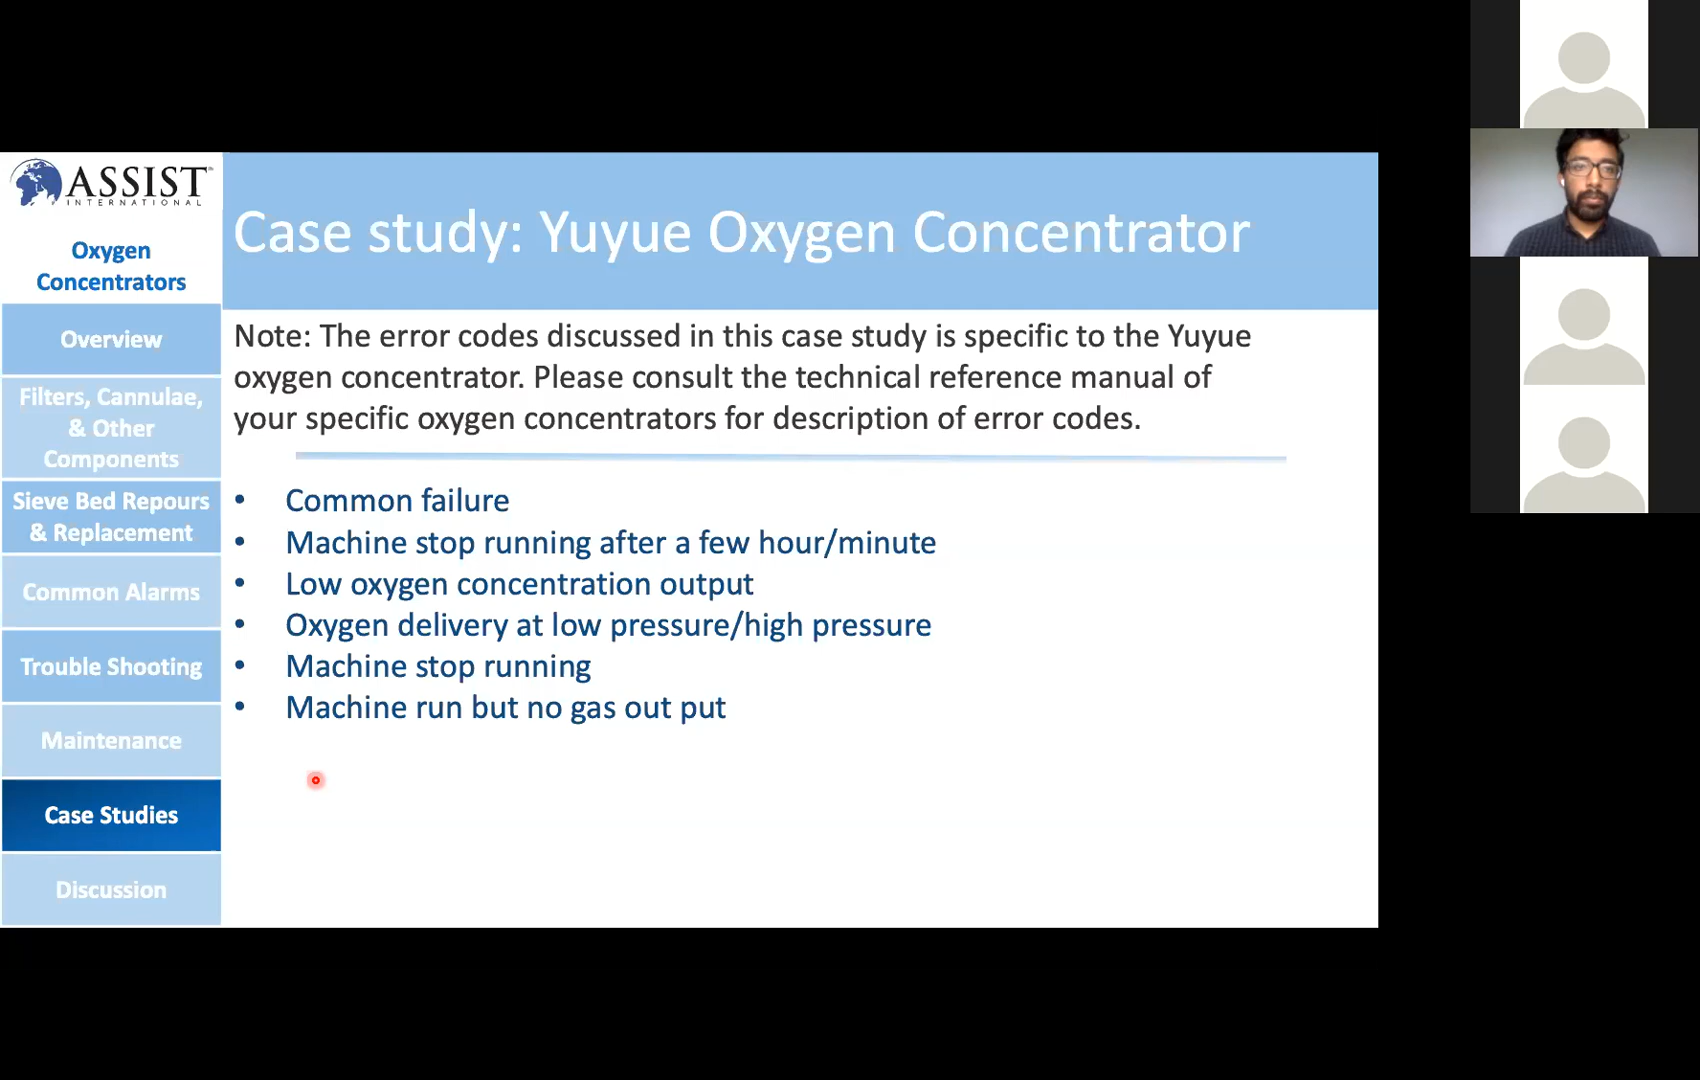 ASSIST
INTERNATIONAL
Oxygen
Concentrators
Overview
Filters, Cannulae,
& Other
Components
Sieve Bed Repours
& Replacement
Common Alarms
Trouble Shooting
Maintenance
Case Studies
Discussion
Case study: Yuyue Oxygen Concentrator
Note: The error codes discussed in this case study is specific to the Yuyue
oxygen concentrator. Please consult the technical reference manual of
your specific oxygen concentrators for description of error codes.
• Common failure
• Machine stop running after a few hour/minute
• Low oxygen concentration output
• Oxygen delivery at low pressure/high pressure
• Machine stop running
• Machine run but no gas out put